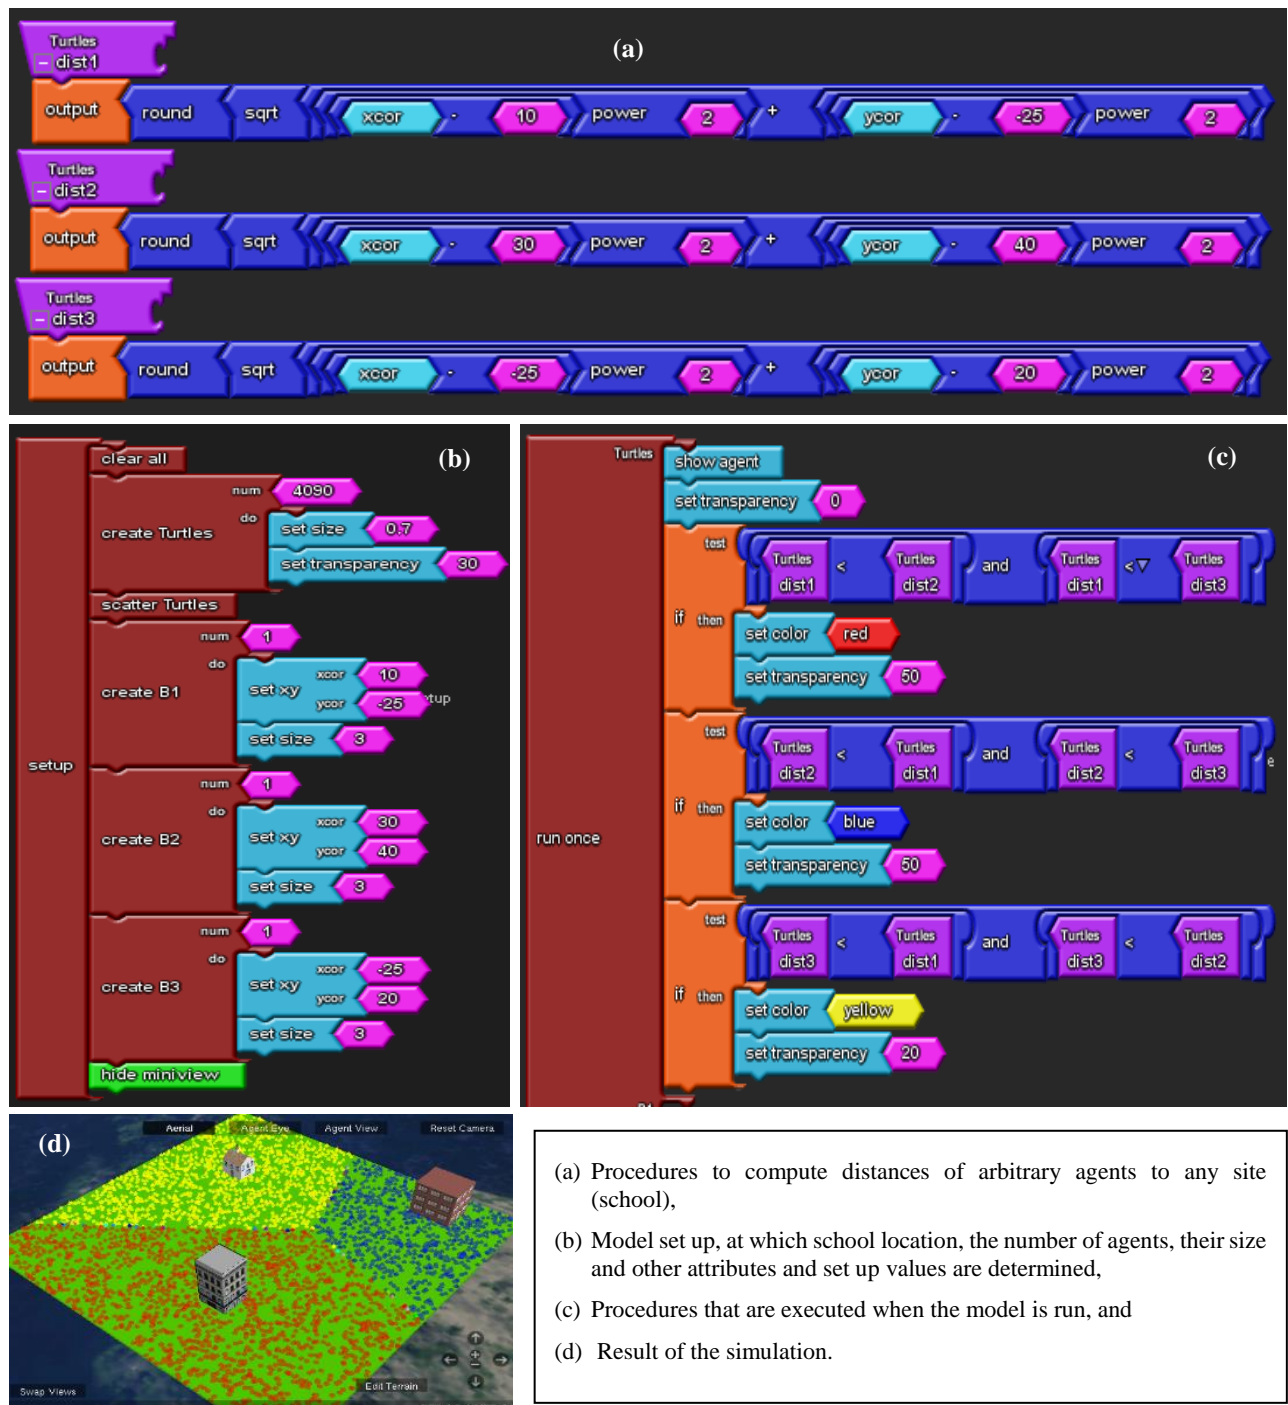 (a)
Turtles
dist1
output round sqrt xcor - 10 power 2 + ycor - -25 power 2
Turtles
dist2
output round sqrt xcor - 30 power 2 + ycor - 40 power 2
Turtles
dist3
output round sqrt xcor - -25 power 2 + ycor - 20 power 2
(b)
setup
clear all
create Turtles
num 4090
do set size 0.7
set transparency 30
scatter Turtles
create B1
num 1
do set xy xcor 10
ycor -25
set size 3
create B2
num 1
do set xy xcor 30
ycor 40
set size 3
create B3
num 1
do set xy xcor -25
ycor 20
set size 3
hide miniview
(c)
run once
Turtles show agent
set transparency 0
if test Turtles dist1 < Turtles dist2 and Turtles dist1 < Turtles dist3
then set color red
set transparency 50
if test Turtles dist2 < Turtles dist1 and Turtles dist2 < Turtles dist3
then set color blue
set transparency 50
if test Turtles dist3 < Turtles dist1 and Turtles dist3 < Turtles dist2
then set color yellow
set transparency 20
(d)
Aerial Agent Eye Agent View Reset Camera
Swap Views Edit Terrain
(a) Procedures to compute distances of arbitrary agents to any site
(school),
(b) Model set up, at which school location, the number of agents, their size
and other attributes and set up values are determined,
(c) Procedures that are executed when the model is run, and
(d) Result of the simulation.